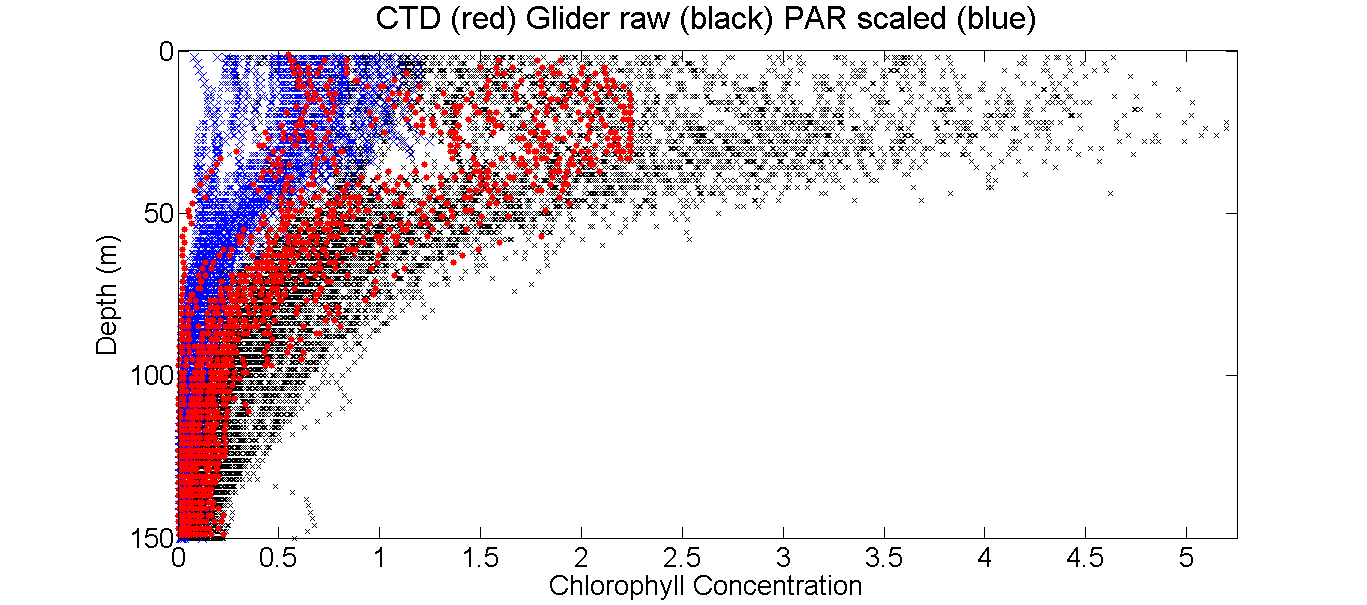 CTD (red) Glider raw (black) PAR scaled (blue)
0
50
100
150
Depth (m)
0 0.5 1 1.5 2 2.5 3 3.5 4 4.5 5
Chlorophyll Concentration